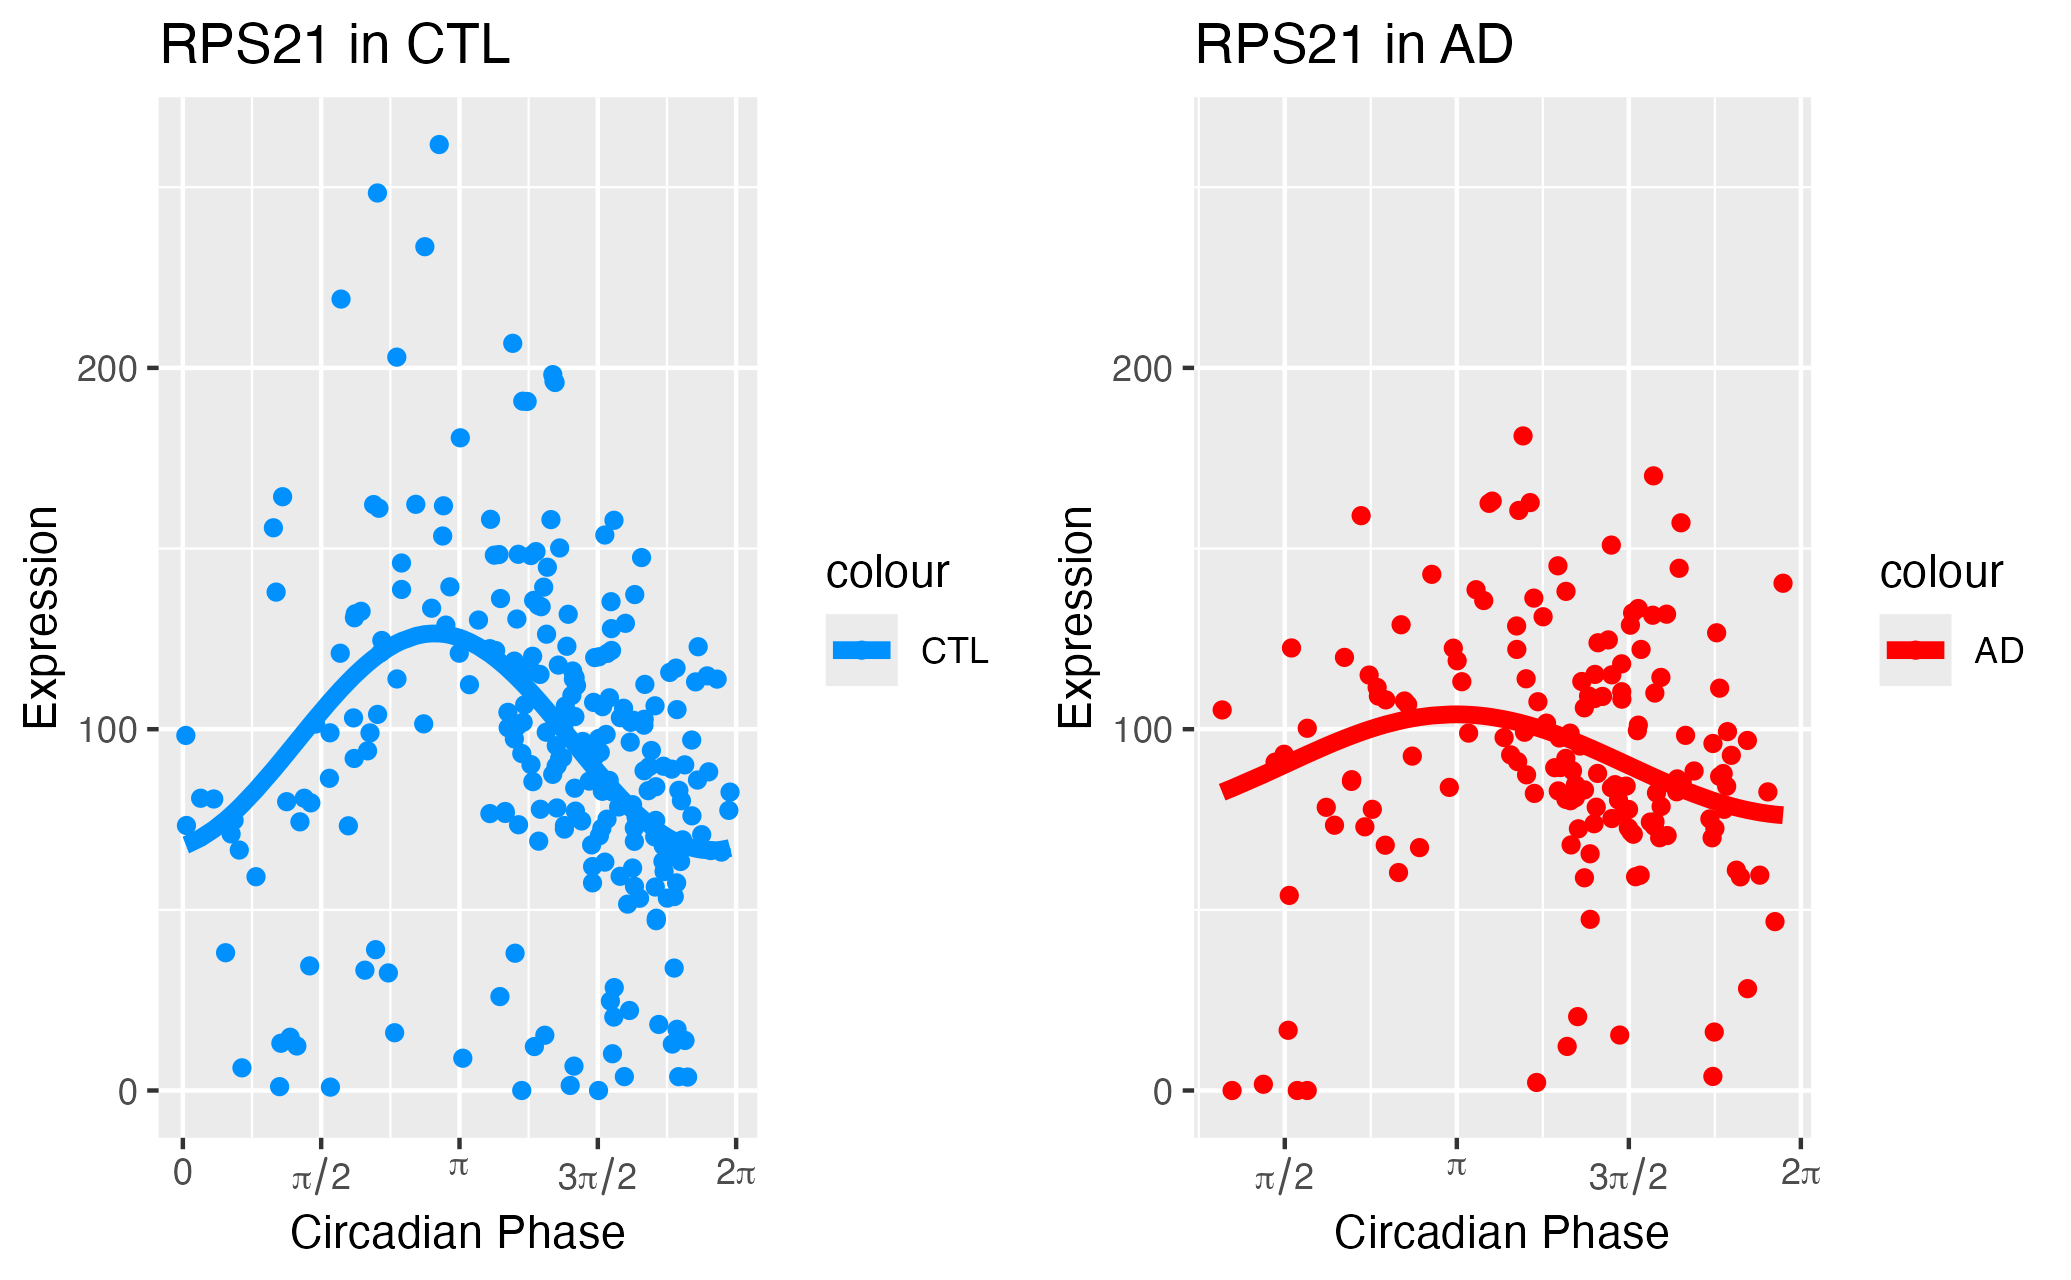 RPS21 in CTL
Expression
200
100
0
0 π/2 π 3π/2 2π
Circadian Phase
colour
CTL
RPS21 in AD
Expression
200
100
0
π/2 π 3π/2 2π
Circadian Phase
colour
AD